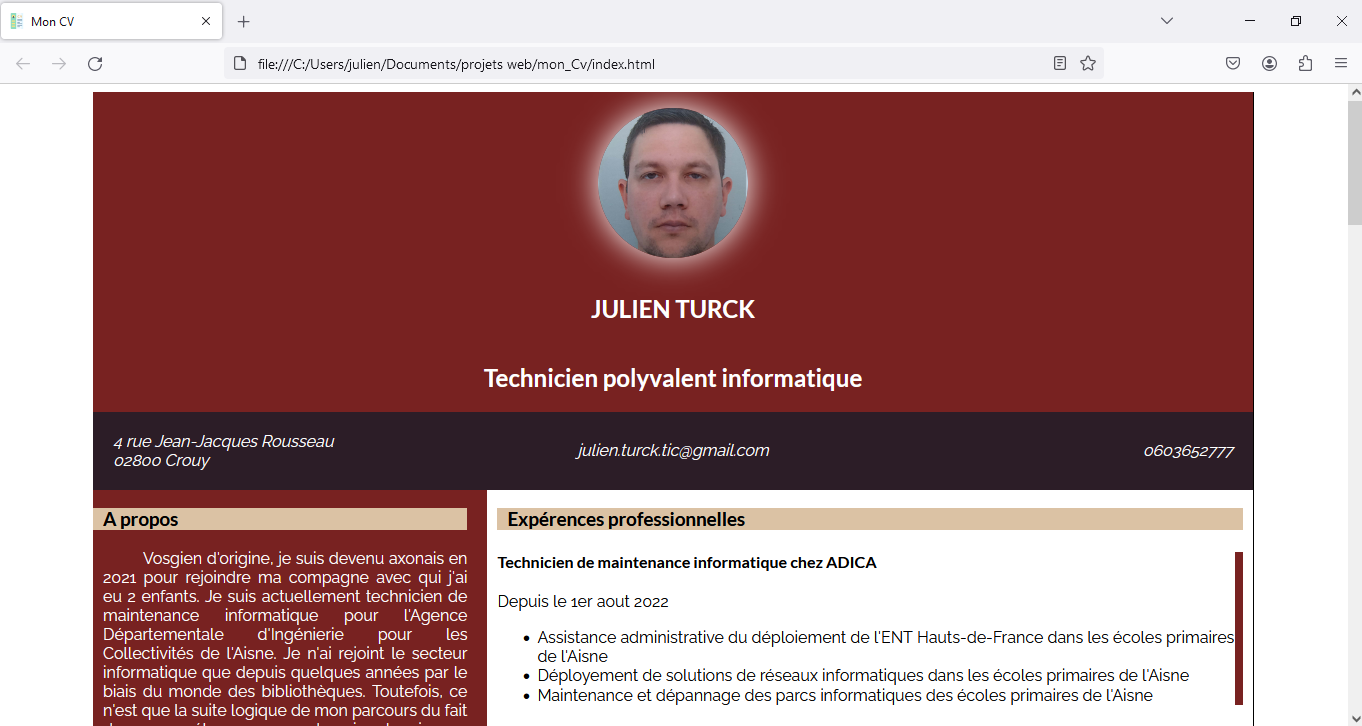 Mon CV
file:///C:/Users/julien/Documents/projets web/mon_Cv/index.html
JULIEN TURCK
Technicien polyvalent informatique
4 rue Jean-Jacques Rousseau
02800 Crouy
julien.turck.tic@gmail.com
0603652777
A propos
Vosgien d'origine, je suis devenu axonais en
2021 pour rejoindre ma compagne avec qui j'ai
eu 2 enfants. Je suis actuellement technicien de
maintenance informatique pour l'Agence
Départementale d'Ingénierie pour les
Collectivités de l'Aisne. Je n'ai rejoint le secteur
informatique que depuis quelques années par le
biais du monde des bibliothèques. Toutefois, ce
n'est que la suite logique de mon parcours du fait
Expérences professionnelles
Technicien de maintenance informatique chez ADICA
Depuis le 1er aout 2022
• Assistance administrative du déploiement de l'ENT Hauts-de-France dans les écoles primaires
de l'Aisne
• Déployement de solutions de réseaux informatiques dans les écoles primaires de l'Aisne
• Maintenance et dépannage des parcs informatiques des écoles primaires de l'Aisne